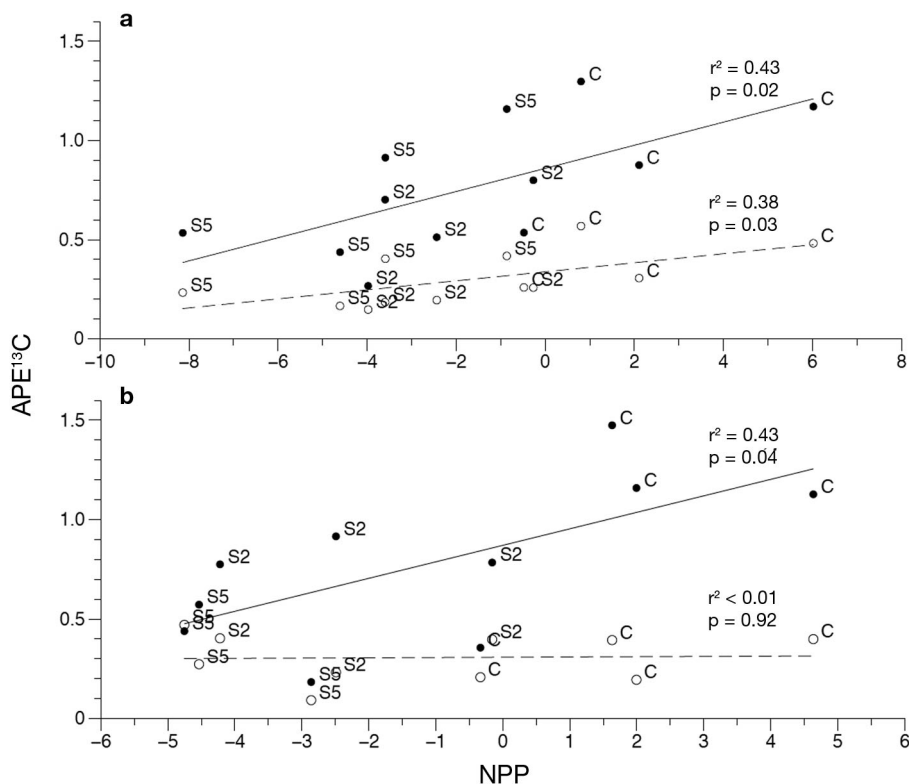 a
1.5
C
r² = 0.43
p = 0.02
S5
C
1.0
S5
C
S2
S2
r² = 0.38
p = 0.03
S5
C
S2
C
0.5
S5
S5
S5
C
S5
S2
C
CS2
S5
S2
S2
S2
0
−10
−8
−6
−4
−2
0
2
4
6
8
APE¹³C
b
1.5
C
r² = 0.43
p = 0.04
C
C
1.0
S2
S2
S2
S5
0.5
S5
S5
S2
S2
C
C
C
C
r² < 0.01
p = 0.92
S5
S2
C
C
S5
S5
0
−6
−5
−4
−3
−2
−1
0
1
2
3
4
5
6
NPP